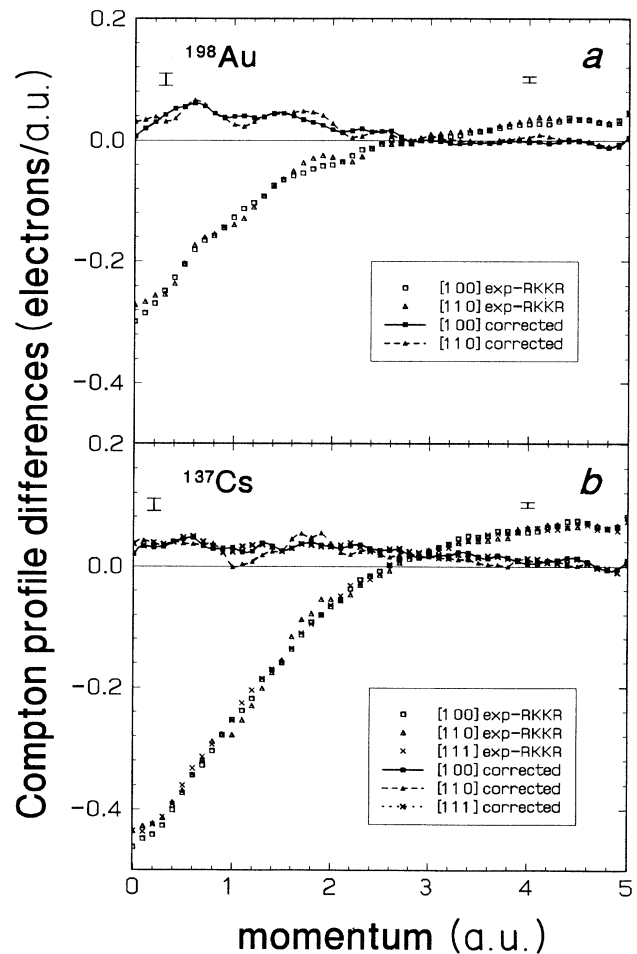 Compton profile differences (electrons/a.u.)
0.2
198Au
a
0.0
-0.2
[100] exp-RKKR
[110] exp-RKKR
[100] corrected
[110] corrected
-0.4
0.2
137Cs
b
0.0
-0.2
[100] exp-RKKR
[110] exp-RKKR
[111] exp-RKKR
[100] corrected
[110] corrected
[111] corrected
-0.4
0 1 2 3 4 5
momentum (a.u.)